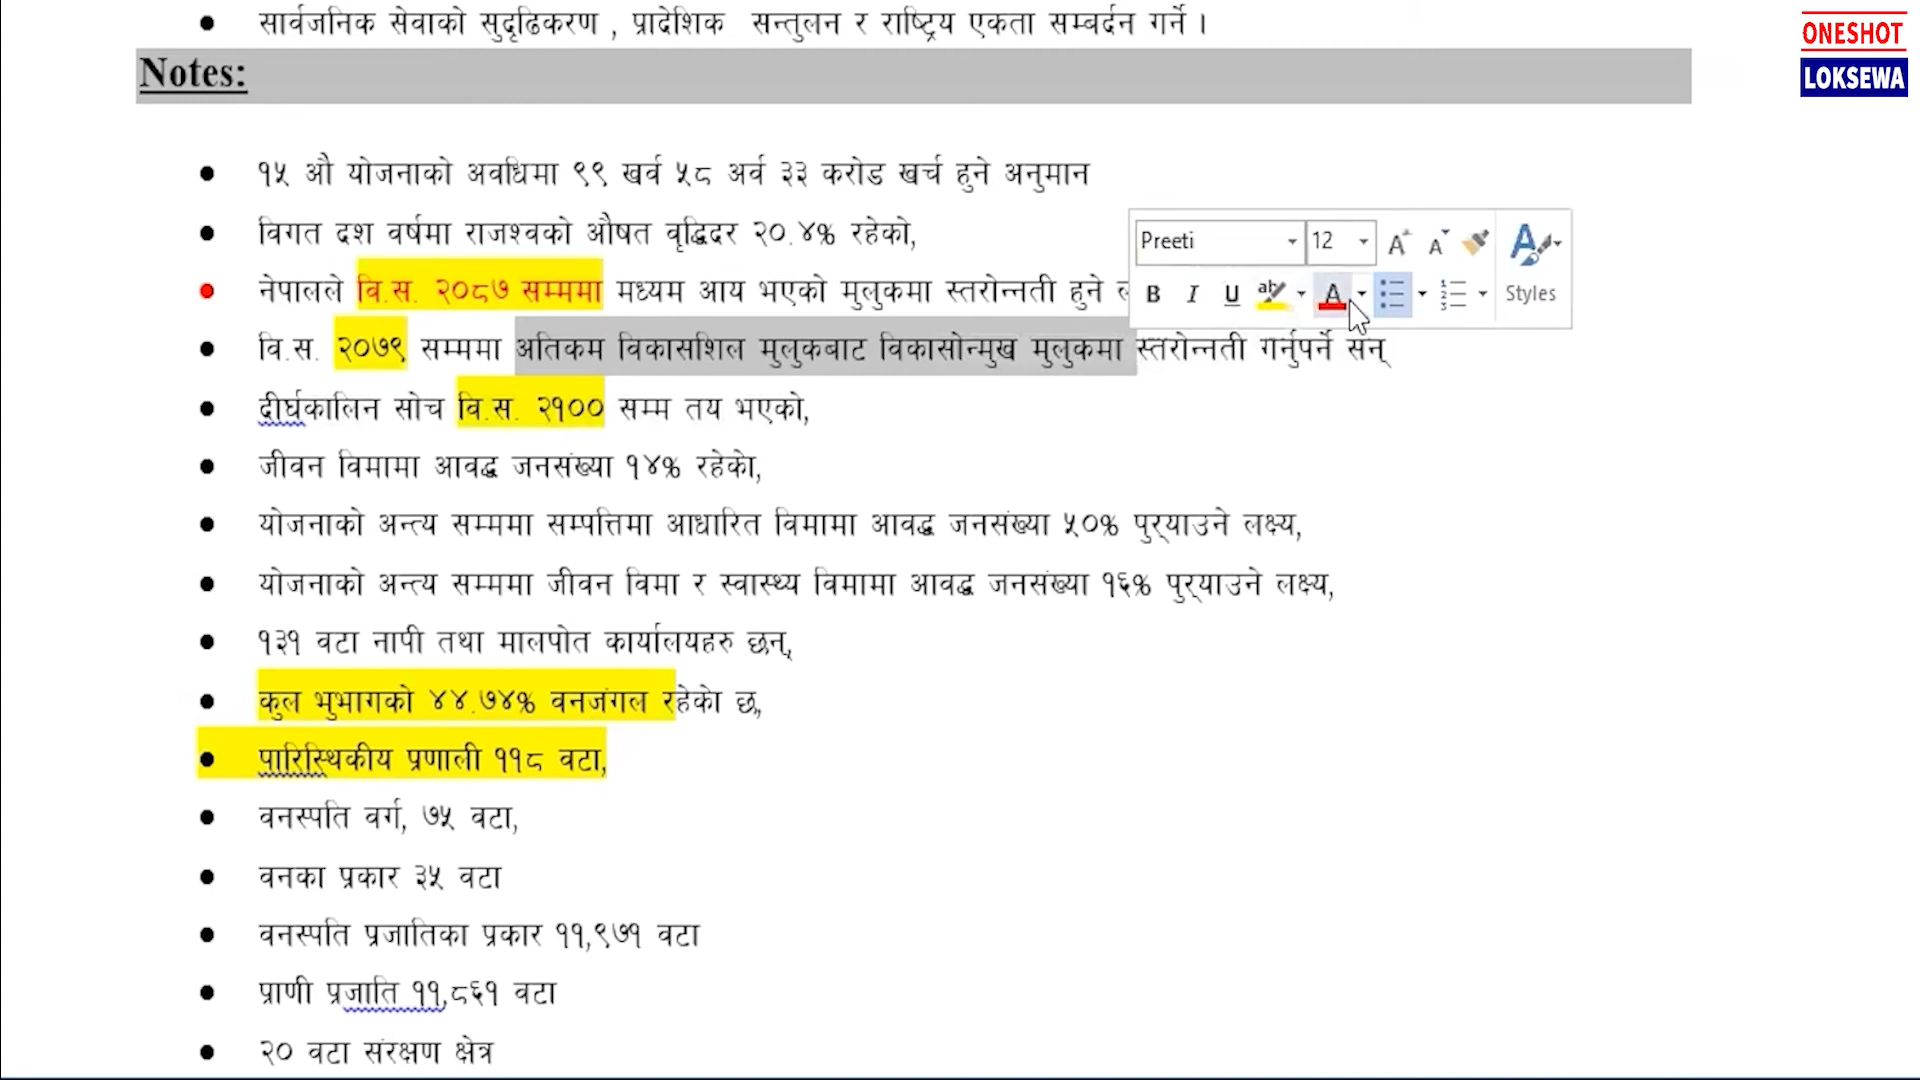 सार्वजनिक सेवाको सुदृढिकरण , प्रादेशिक सन्तुलन र राष्ट्रिय एकता सम्बर्दन गर्ने ।
ONESHOT
LOKSEWA
Notes:
१५ औ योजनाको अवधिमा ९९ खर्व ५८ अर्व ३३ करोड खर्च हुने अनुमान
विगत दश वर्षमा राजश्वको औषत वृद्धिदर २०.४% रहेको,
Preeti 12
नेपालले वि.स. २०८७ सम्ममा मध्यम आय भएको मुलुकमा स्तरोन्नती हुने
B I U Styles
वि.स. २०७९ सम्ममा अतिकम विकासशिल मुलुकबाट विकासोन्मुख मुलुकमा स्तरोन्नती गर्नुपर्ने सन्
दीर्घकालिन सोच वि.स. २१०० सम्म तय भएको,
जीवन विमामा आवद्ध जनसंख्या १४% रहेको,
योजनाको अन्त्य सम्ममा सम्पत्तिमा आधारित विमामा आवद्ध जनसंख्या ५०% पुर्‍याउने लक्ष्य,
योजनाको अन्त्य सम्ममा जीवन विमा र स्वास्थ्य विमामा आवद्ध जनसंख्या १६% पुर्‍याउने लक्ष्य,
१३१ वटा नापी तथा मालपोत कार्यालयहरु छन्,
कुल भुभागको ४४.७४% वनजंगल रहेको छ,
पारिस्थिकीय प्रणाली ११८ वटा,
वनस्पति वर्ग, ७५ वटा,
वनका प्रकार ३५ वटा
वनस्पति प्रजातिका प्रकार ११,९७१ वटा
प्राणी प्रजाति ११,८६१ वटा
२० वटा संरक्षण क्षेत्र